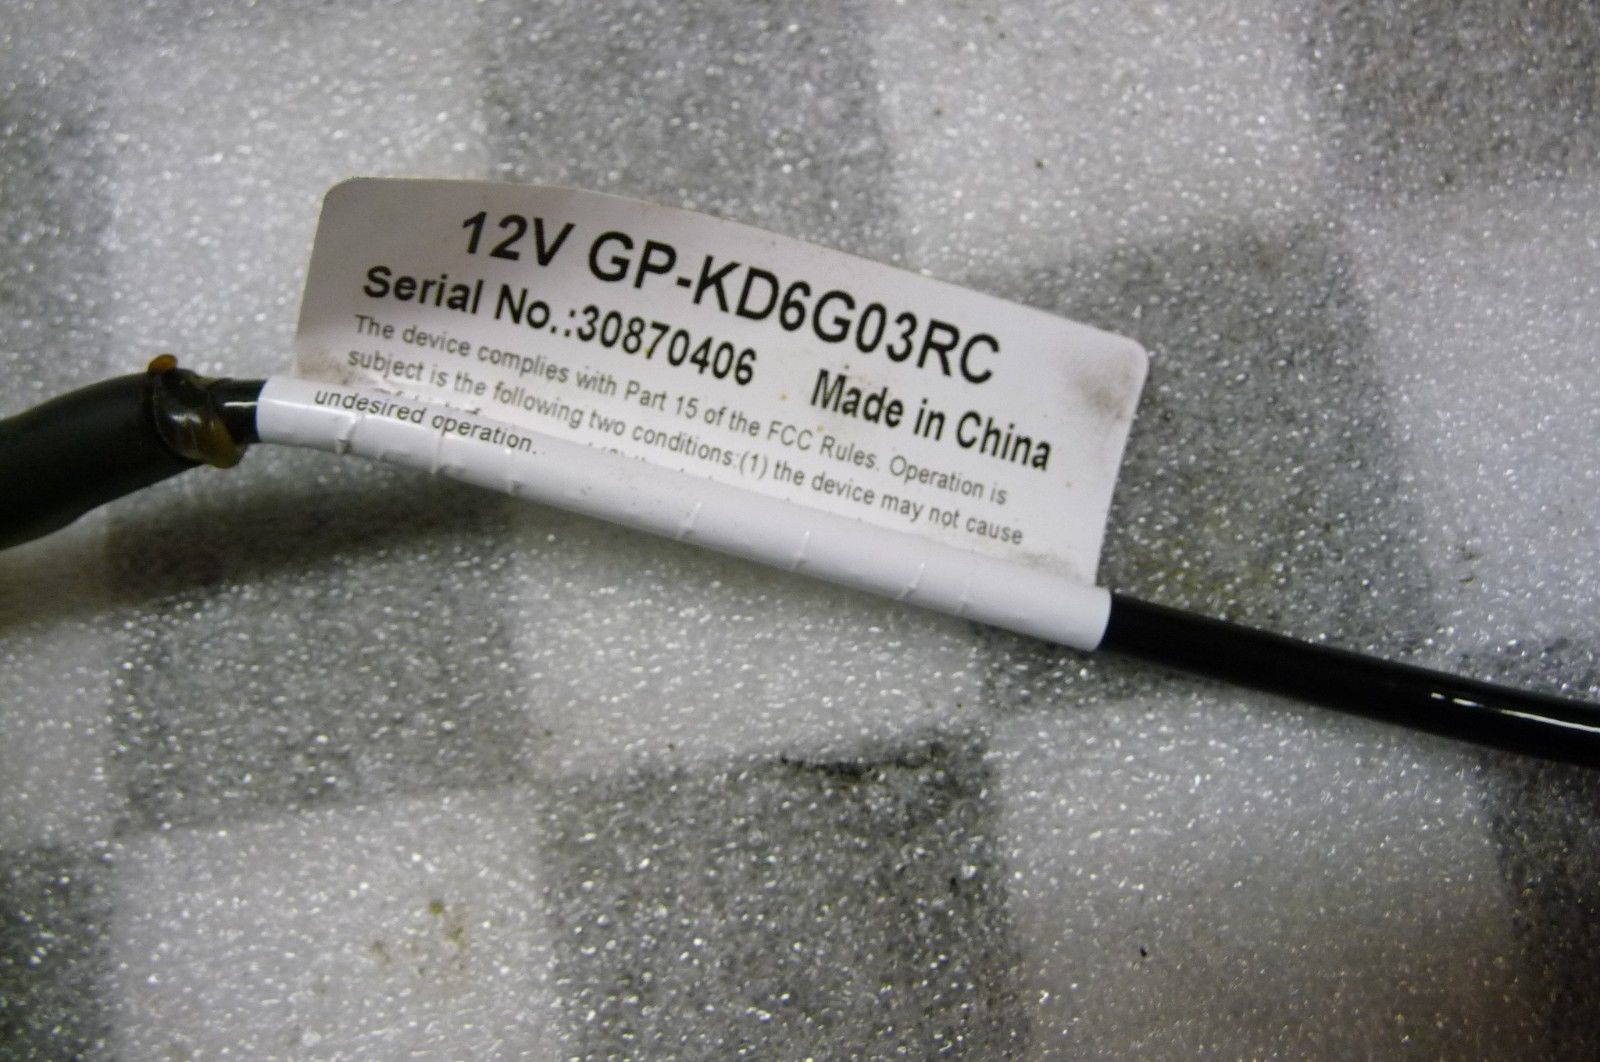 12V GP-KD6G03RC
Serial No.:30870406 Made in China
The device complies with Part 15 of the FCC Rules. Operation is
subject is the following two conditions:(1) the device may not cause
undesired operation.